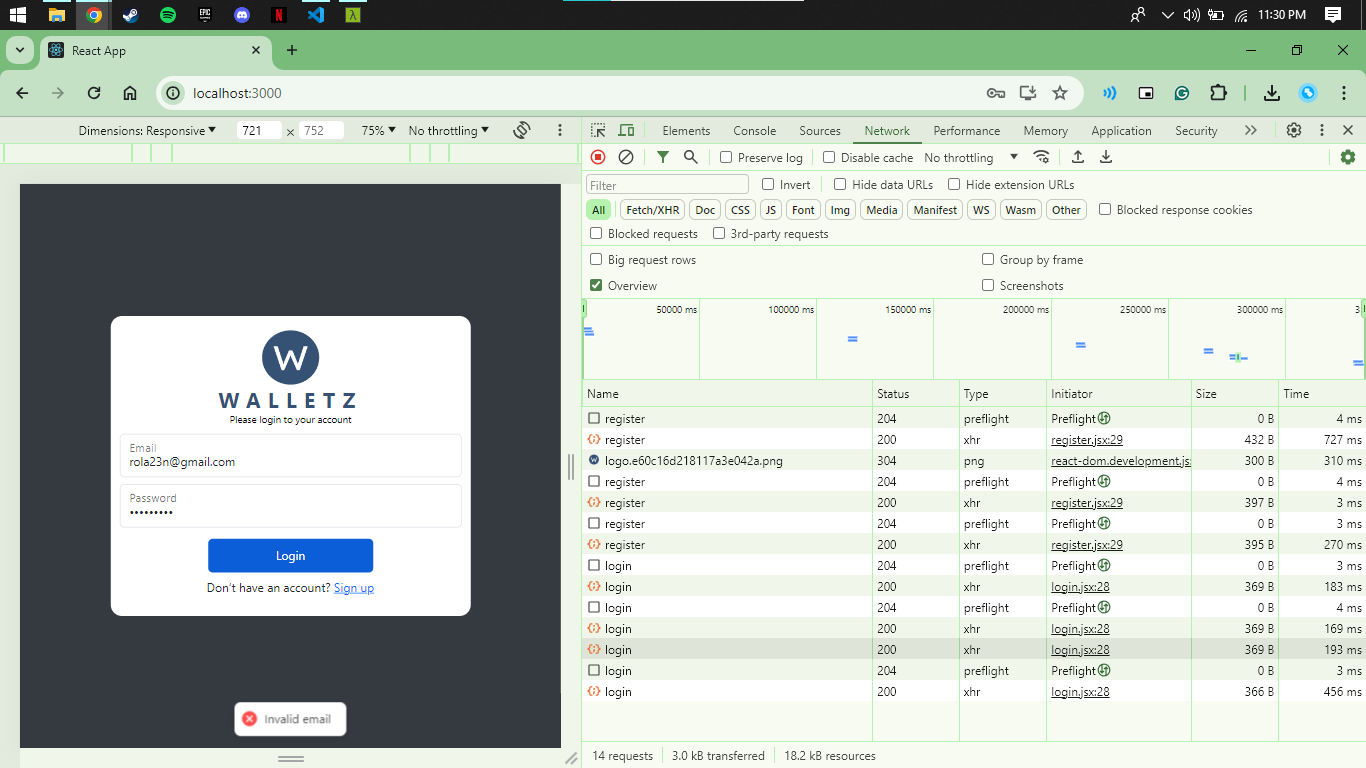 EPIC
GAMES
11:30 PM
React App
localhost:3000
Dimensions: Responsive 721 × 752 75% No throttling
Elements Console Sources Network Performance Memory Application Security
Preserve log Disable cache No throttling
Filter Invert Hide data URLs Hide extension URLs
All Fetch/XHR Doc CSS JS Font Img Media Manifest WS Wasm Other Blocked response cookies
Blocked requests 3rd-party requests
Big request rows Group by frame
Overview Screenshots
50000 ms 100000 ms 150000 ms 200000 ms 250000 ms 300000 ms 3
Name Status Type Initiator Size Time
register 204 preflight Preflight 0 B 4 ms
register 200 xhr register.jsx:29 432 B 727 ms
logo.e60c16d218117a3e042a.png 304 png react-dom.development.js: 300 B 310 ms
register 204 preflight Preflight 0 B 4 ms
register 200 xhr register.jsx:29 397 B 3 ms
register 204 preflight Preflight 0 B 3 ms
register 200 xhr register.jsx:29 395 B 270 ms
login 204 preflight Preflight 0 B 3 ms
login 200 xhr login.jsx:28 369 B 183 ms
login 204 preflight Preflight 0 B 4 ms
login 200 xhr login.jsx:28 369 B 169 ms
login 200 xhr login.jsx:28 369 B 193 ms
login 204 preflight Preflight 0 B 3 ms
login 200 xhr login.jsx:28 366 B 456 ms
14 requests 3.0 kB transferred 18.2 kB resources
W
WALLETZ
Please login to your account
Email
rola23n@gmail.com
Password
•••••••••
Login
Don't have an account? Sign up
Invalid email